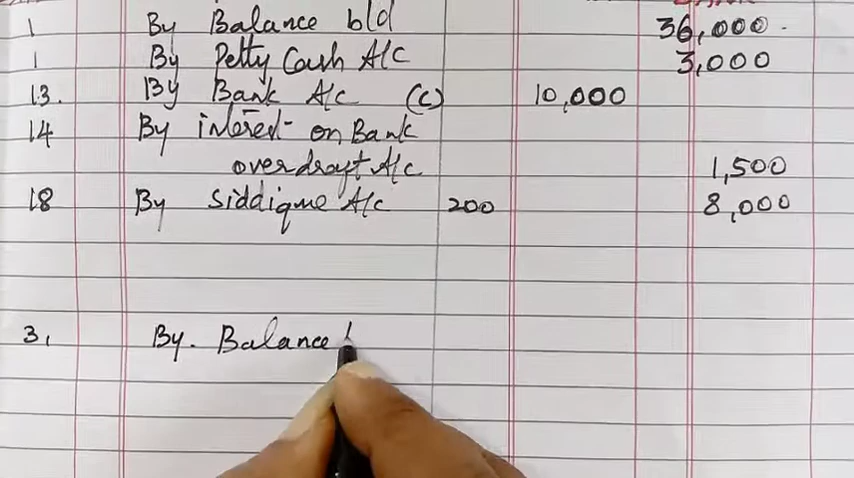 1 By Balance b/d 36,000
1 By Petty Cash A/C 3,000
13. By Bank A/C (C) 10,000
14 By interest on Bank
overdraft A/C 1,500
18 By Siddique A/C 200 8,000
31 By. Balance